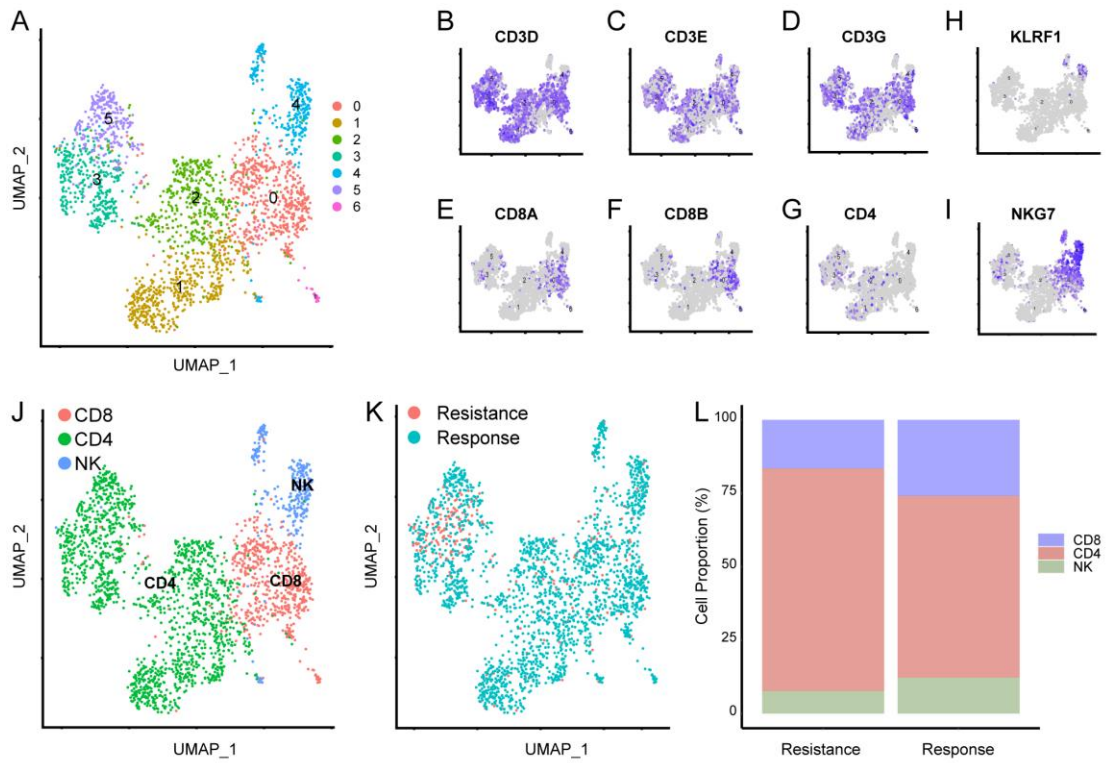 A
UMAP_2
UMAP_1
0
1
2
3
4
5
6
5
4
3
2
0
1
B
CD3D
C
CD3E
D
CD3G
H
KLRF1
E
CD8A
F
CD8B
G
CD4
I
NKG7
J
CD8
CD4
NK
NK
CD4
CD8
UMAP_2
UMAP_1
K
Resistance
Response
UMAP_2
UMAP_1
L
Cell Proportion (%)
100
75
50
25
0
Resistance
Response
CD8
CD4
NK